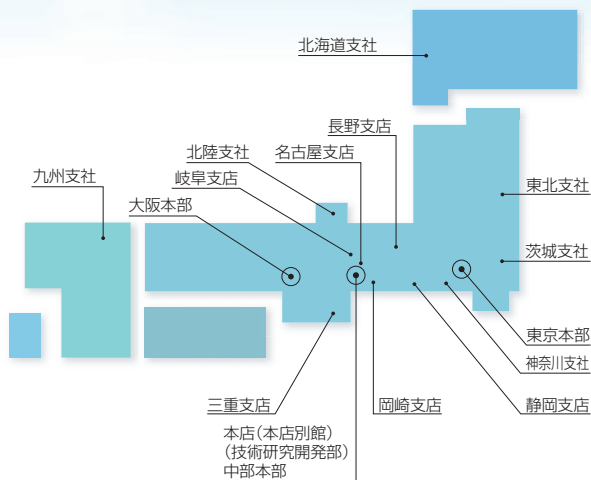 北海道支社
長野支店
北陸支社
名古屋支店
九州支社
岐阜支店
東北支社
大阪本部
茨城支社
東京本部
神奈川支社
三重支店
岡崎支店
静岡支店
本店(本店別館)
(技術研究開発部)
中部本部